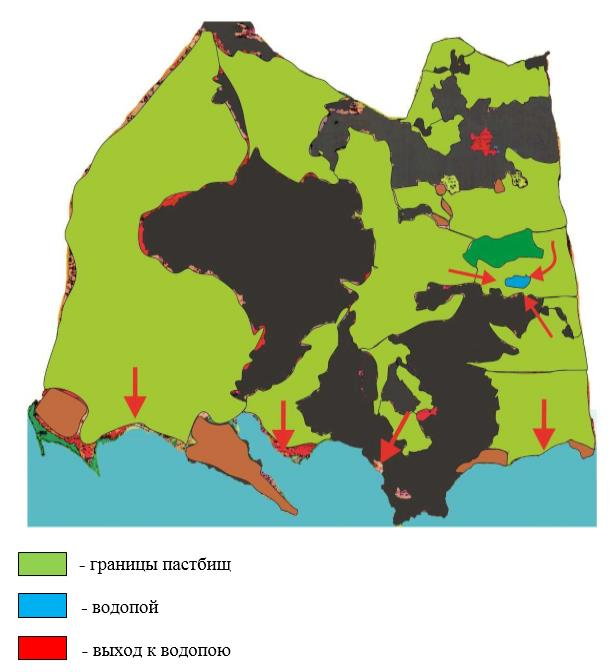 - границы пастбищ
- водопой
- выход к водопою